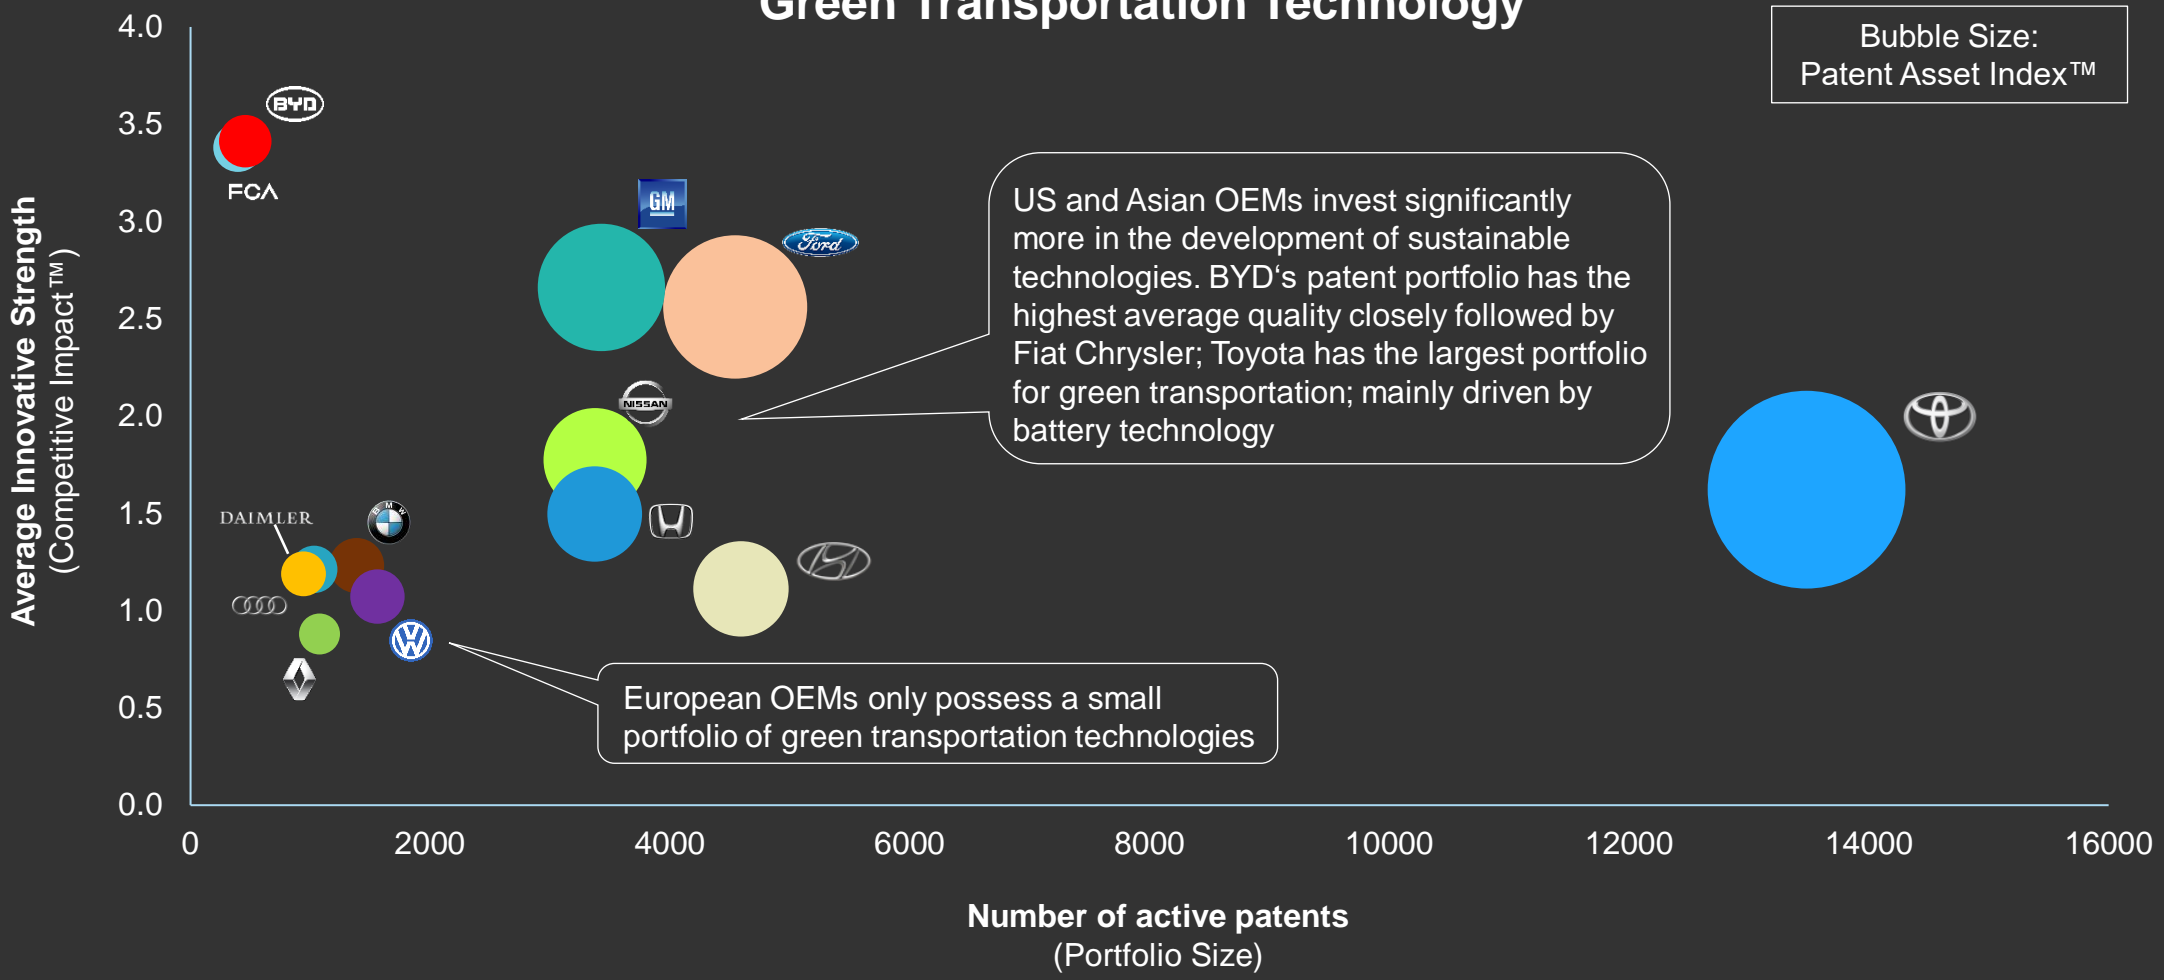 Green Transportation Technology
Bubble Size:
Patent Asset Index™
4.0
3.5
3.0
2.5
2.0
1.5
1.0
0.5
0.0
Average Innovative Strength
(Competitive Impact™)
BYD
FCA
GM
Ford
US and Asian OEMs invest significantly
more in the development of sustainable
technologies. BYD‘s patent portfolio has the
highest average quality closely followed by
Fiat Chrysler; Toyota has the largest portfolio
for green transportation; mainly driven by
battery technology
NISSAN
DAIMLER
BMW
European OEMs only possess a small
portfolio of green transportation technologies
0 2000 4000 6000 8000 10000 12000 14000 16000
Number of active patents
(Portfolio Size)